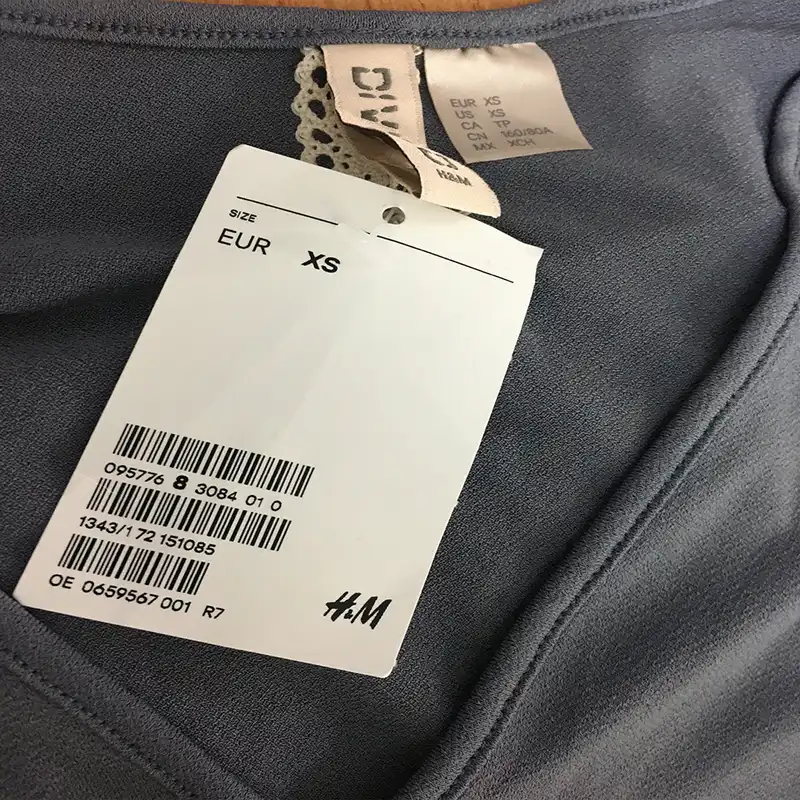 DIV
H&M
EUR XS
US XS
CA TP
CN 160/80A
MX XCH
SIZE
EUR XS
095776 8 3084 01 0
1343/1 72 151085
OE 0659567 001 R7
H&M